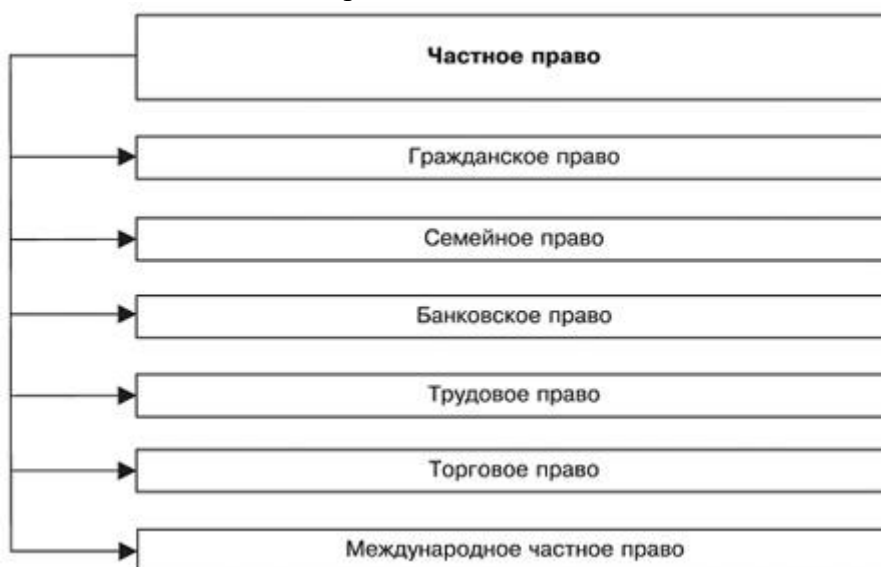 Частное право
Гражданское право
Семейное право
Банковское право
Трудовое право
Торговое право
Международное частное право